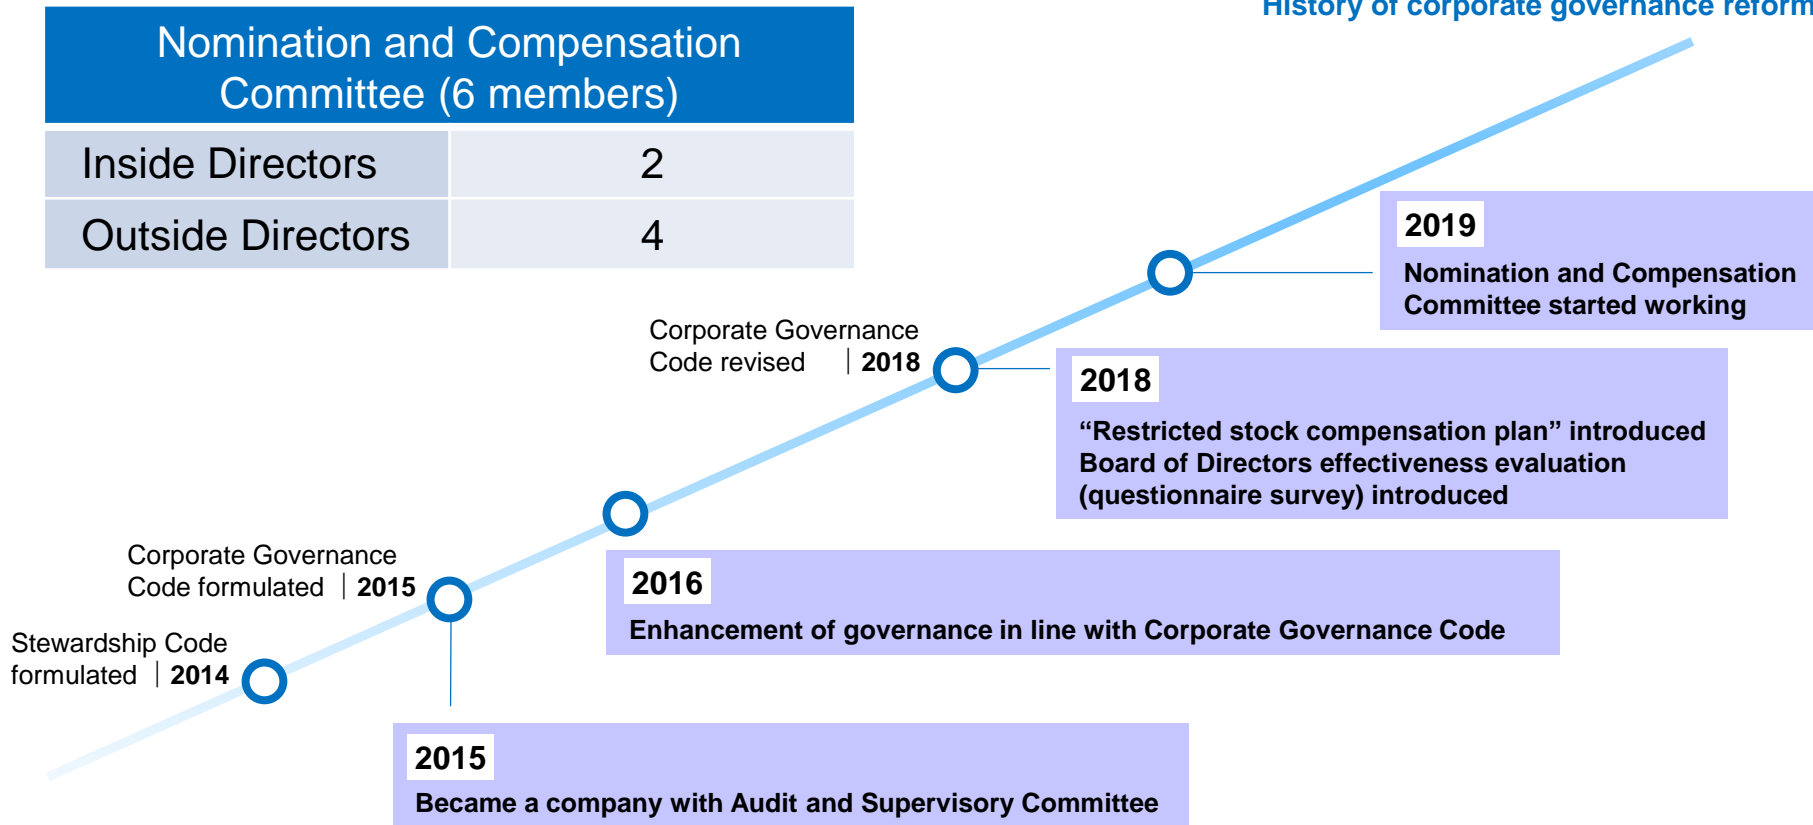 History of corporate governance reform
Nomination and Compensation
Committee (6 members)
Inside Directors 2
Outside Directors 4
2019
Nomination and Compensation
Committee started working
Corporate Governance
Code revised | 2018
2018
“Restricted stock compensation plan” introduced
Board of Directors effectiveness evaluation
(questionnaire survey) introduced
Corporate Governance
Code formulated | 2015
2016
Enhancement of governance in line with Corporate Governance Code
Stewardship Code
formulated | 2014
2015
Became a company with Audit and Supervisory Committee